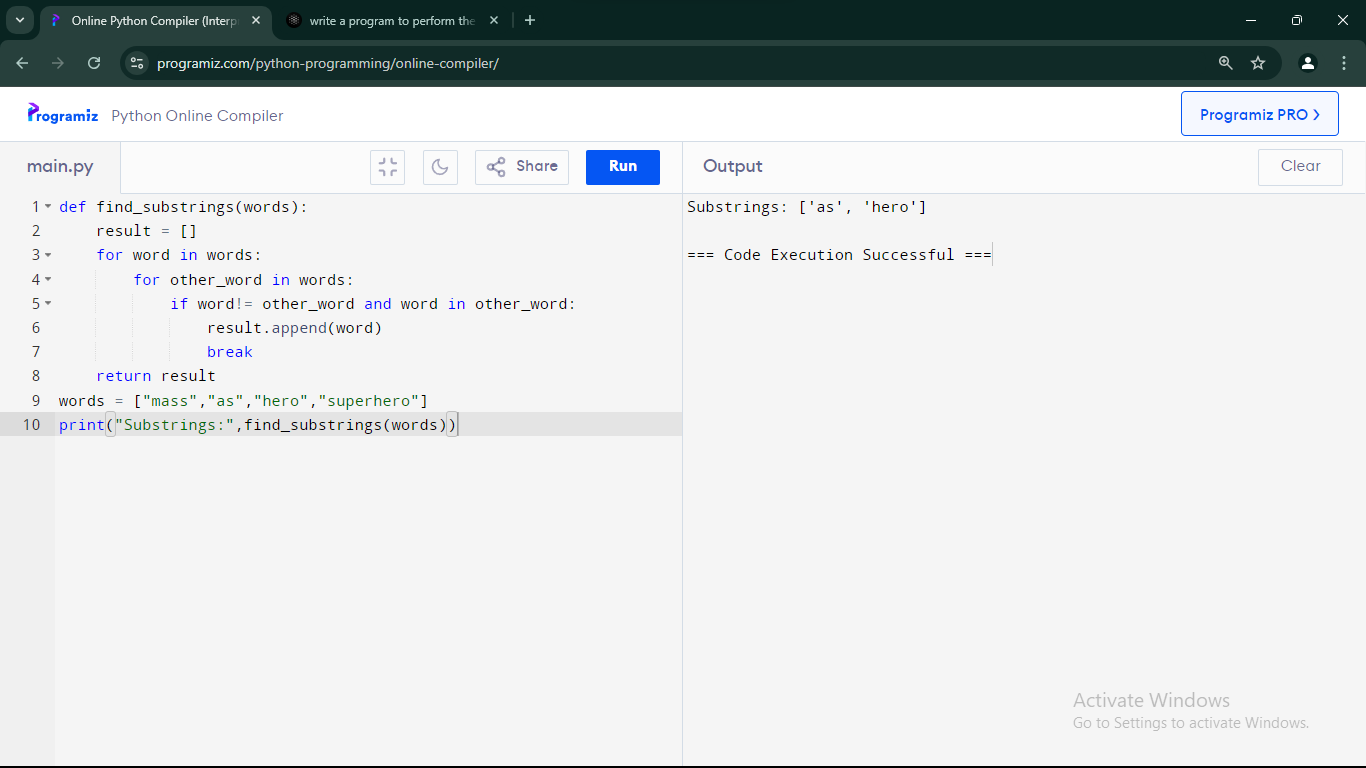 Online Python Compiler (Interp
write a program to perform the
programiz.com/python-programming/online-compiler/
Programiz Python Online Compiler
Programiz PRO >
main.py
Share
Run
Output
Clear
1 def find_substrings(words):
2     result = []
3     for word in words:
4         for other_word in words:
5             if word!= other_word and word in other_word:
6                 result.append(word)
7                 break
8     return result
9 words = ["mass","as","hero","superhero"]
10 print("Substrings:",find_substrings(words))
Substrings: ['as', 'hero']
=== Code Execution Successful ===
Activate Windows
Go to Settings to activate Windows.